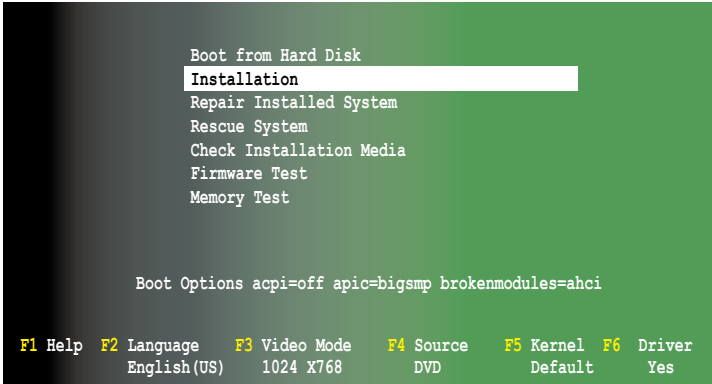 Boot from Hard Disk
Installation
Repair Installed System
Rescue System
Check Installation Media
Firmware Test
Memory Test
Boot Options acpi=off apic=bigsmp brokenmodules=ahci
F1 Help F2 Language F3 Video Mode F4 Source F5 Kernel F6 Driver
English(US) 1024 X768 DVD Default Yes